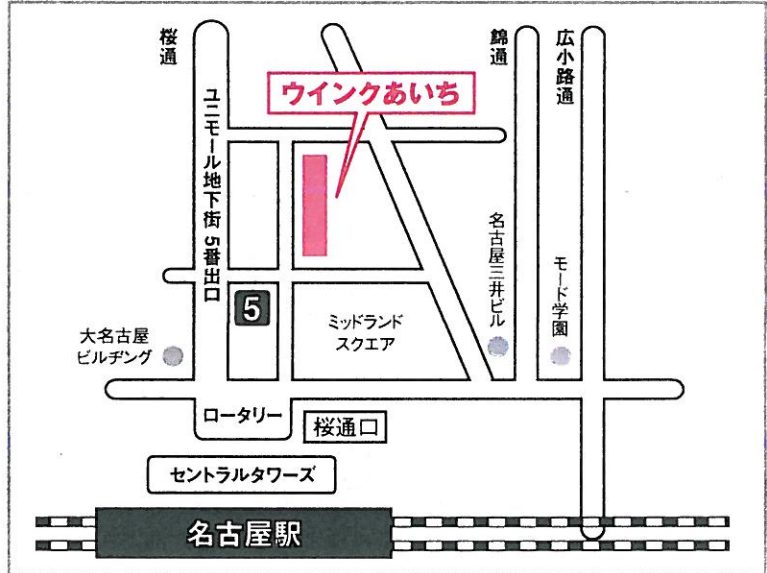 桜通
錦通
広小路通
ウインクあいち
ユニモール地下街 5番出口
名古屋三井ビル
モード学園
5
ミッドランド
スクエア
大名古屋
ビルヂング
ロータリー
桜通口
セントラルタワーズ
名古屋駅